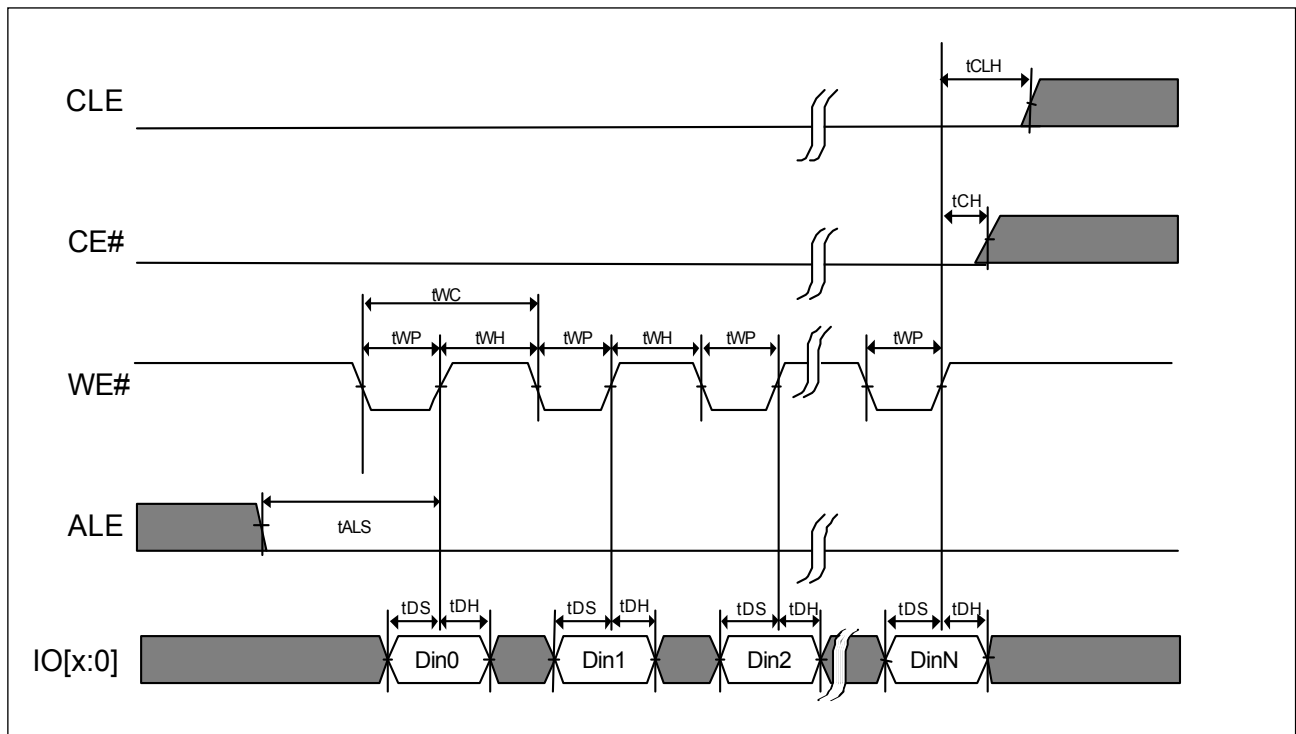 tCLH
CLE
tCH
CE#
tWC
tWP tWH tWP tWH tWP tWP
WE#
ALE
tALS
tDS tDH tDS tDH tDS tDH tDS tDH
IO[x:0] Din0 Din1 Din2 DinN